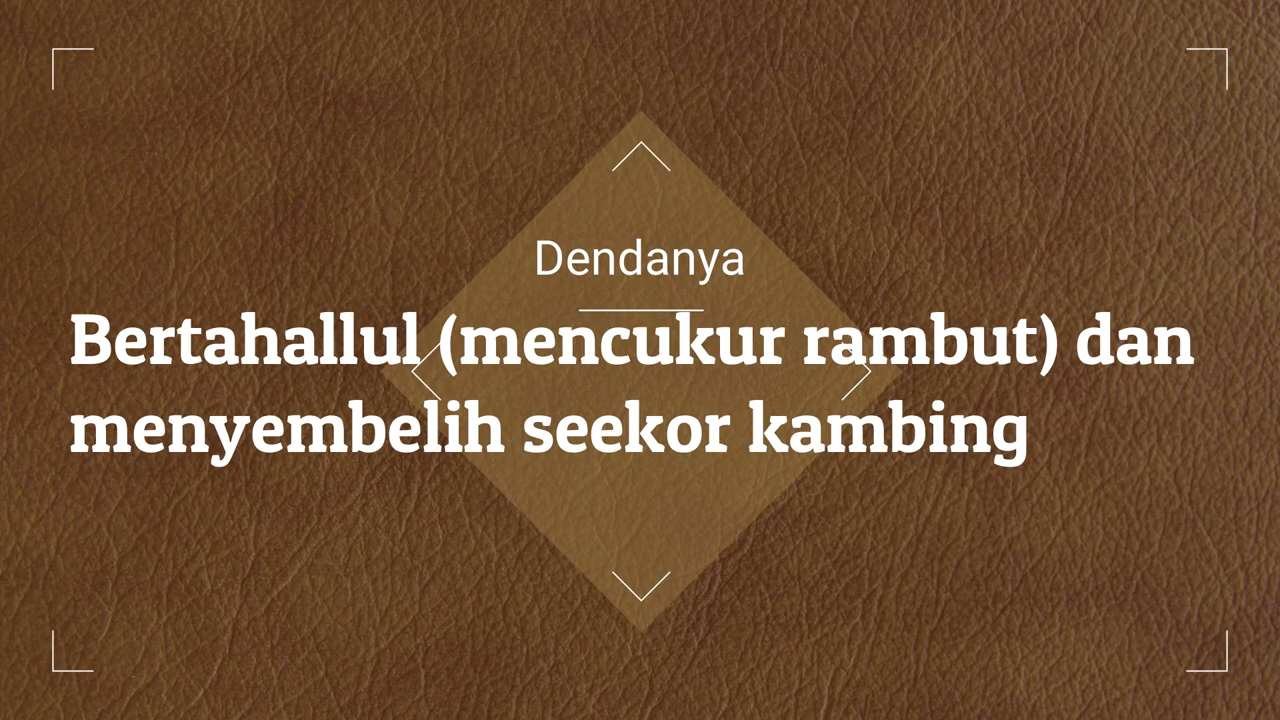 Dendanya
Bertahallul (mencukur rambut) dan
menyembelih seekor kambing